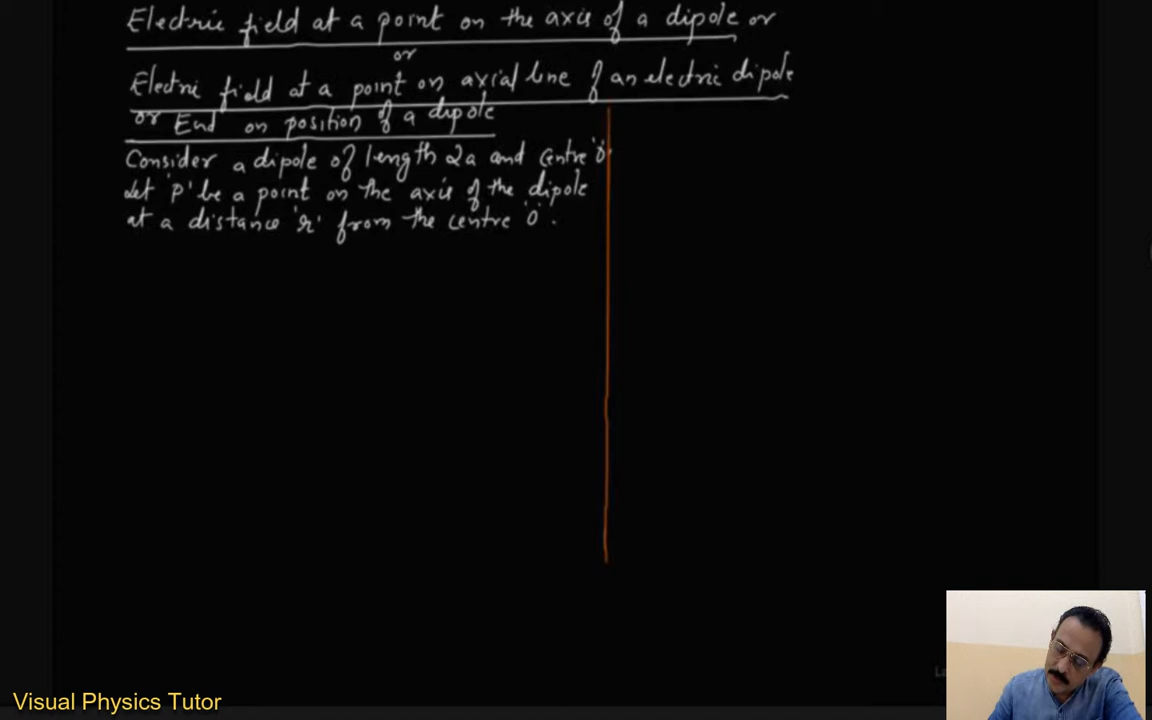 Electric field at a point on the axis of a dipole or
or
Electric field at a point on axial line of an electric dipole
or End on position of a dipole
Consider a dipole of length 2a and centre 'O'.
Let 'P' be a point on the axis of the dipole
at a distance 'r' from the centre 'O'.
Visual Physics Tutor